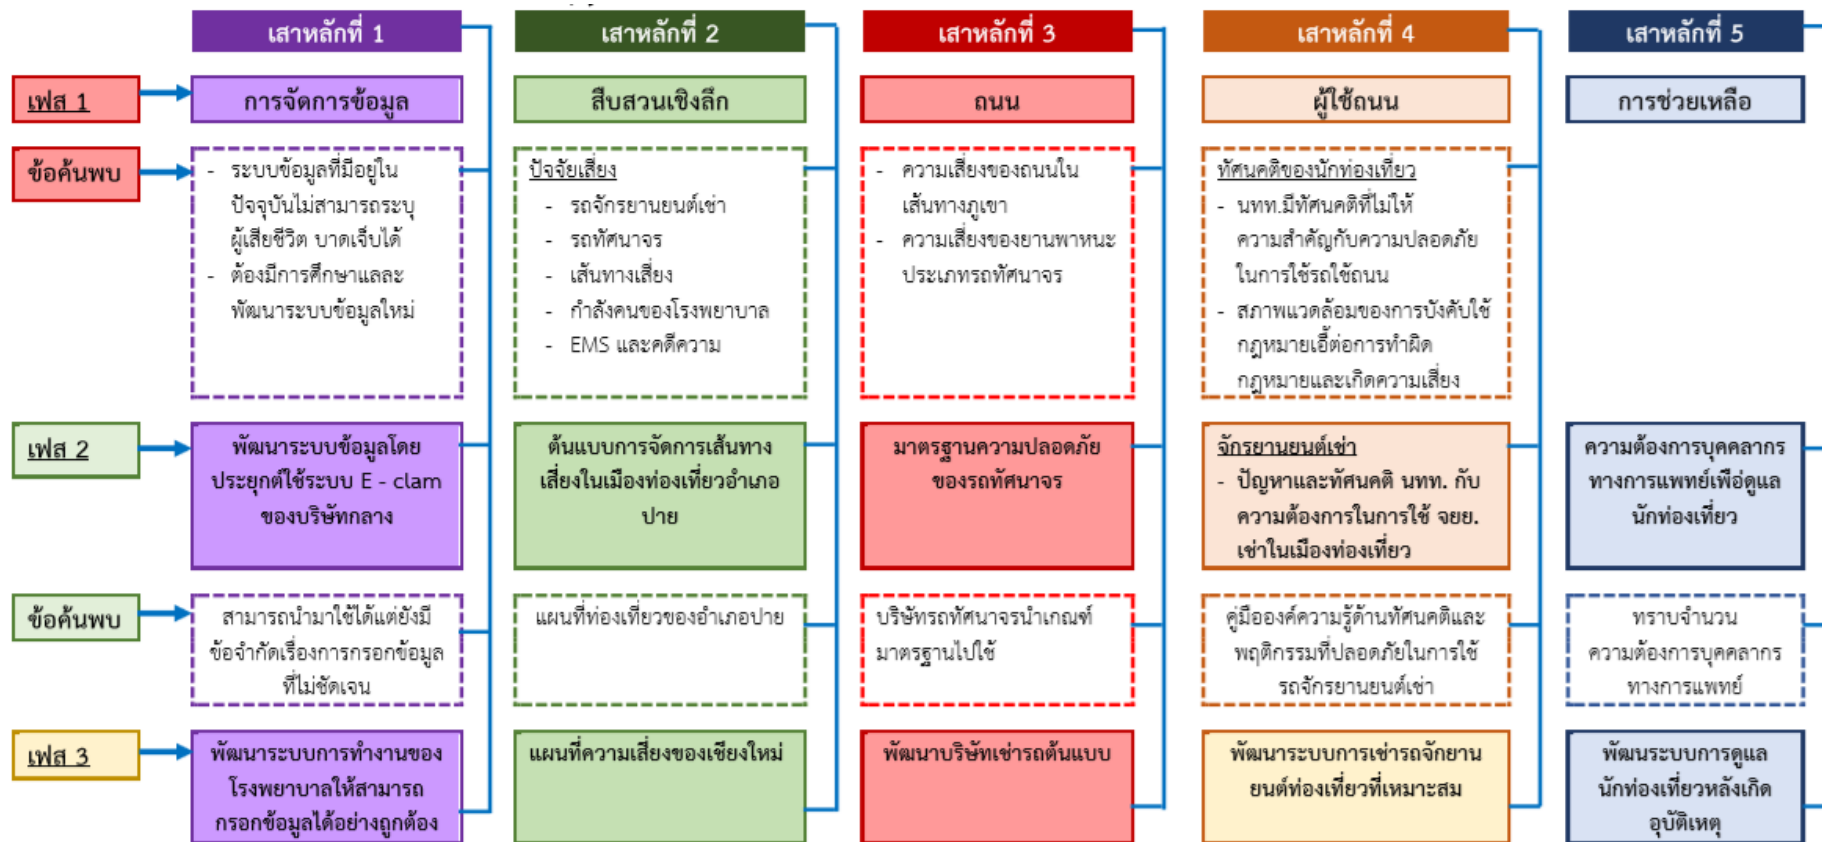 เสาหลักที่ 1
เสาหลักที่ 2
เสาหลักที่ 3
เสาหลักที่ 4
เสาหลักที่ 5
เฟส 1
การจัดการข้อมูล
สืบสวนเชิงลึก
ถนน
ผู้ใช้ถนน
การช่วยเหลือ
ข้อค้นพบ
- ระบบข้อมูลที่มีอยู่ใน
ปัจจุบันไม่สามารถระบุ
ผู้เสียชีวิต บาดเจ็บได้
- ต้องมีการศึกษาแลละ
พัฒนาระบบข้อมูลใหม่
ปัจจัยเสี่ยง
- รถจักรยานยนต์เช่า
- รถทัศนาจร
- เส้นทางเสี่ยง
- กำลังคนของโรงพยาบาล
- EMS และคดีความ
- ความเสี่ยงของถนนใน
เส้นทางภูเขา
- ความเสี่ยงของยานพาหนะ
ประเภทรถทัศนาจร
ทัศนคติของนักท่องเที่ยว
- นทท.มีทัศนคติที่ไม่ให้
ความสำคัญกับความปลอดภัย
ในการใช้รถใช้ถนน
- สภาพแวดล้อมของการบังคับใช้
กฎหมายเอื้อต่อการทำผิด
กฎหมายและเกิดความเสี่ยง
เฟส 2
พัฒนาระบบข้อมูลโดย
ประยุกต์ใช้ระบบ E - clam
ของบริษัทกลาง
ต้นแบบการจัดการเส้นทาง
เสี่ยงในเมืองท่องเที่ยวอำเภอ
ปาย
มาตรฐานความปลอดภัย
ของรถทัศนาจร
จักรยานยนต์เช่า
- ปัญหาและทัศนคติ นทท. กับ
ความต้องการในการใช้ จยย.
เช่าในเมืองท่องเที่ยว
ความต้องการบุคคลากร
ทางการแพทย์เพื่อดูแล
นักท่องเที่ยว
ข้อค้นพบ
สามารถนำมาใช้ได้แต่ยังมี
ข้อจำกัดเรื่องการกรอกข้อมูล
ที่ไม่ชัดเจน
แผนที่ท่องเที่ยวของอำเภอปาย
บริษัทรถทัศนาจรนำเกณฑ์
มาตรฐานไปใช้
คู่มือองค์ความรู้ด้านทัศนคติและ
พฤติกรรมที่ปลอดภัยในการใช้
รถจักรยานยนต์เช่า
ทราบจำนวน
ความต้องการบุคคลากร
ทางการแพทย์
เฟส 3
พัฒนาระบบการทำงานของ
โรงพยาบาลให้สามารถ
กรอกข้อมูลได้อย่างถูกต้อง
แผนที่ความเสี่ยงของเชียงใหม่
พัฒนาบริษัทเช่ารถต้นแบบ
พัฒนาระบบการเช่ารถจักยาน
ยนต์ท่องเที่ยวที่เหมาะสม
พัฒนระบบการดูแล
นักท่องเที่ยวหลังเกิด
อุบัติเหตุ